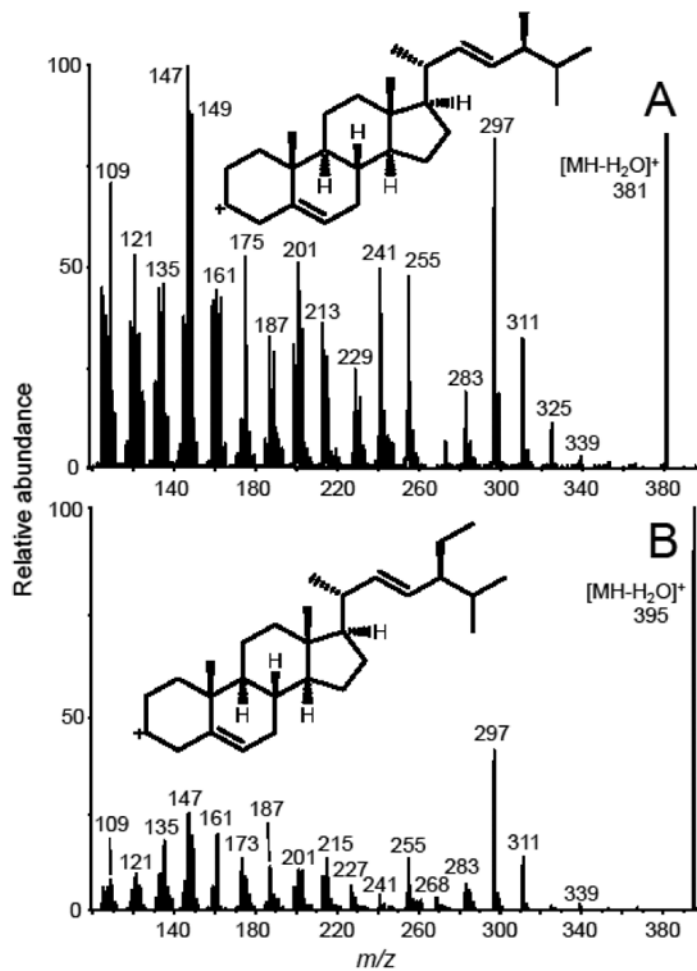 Relative abundance
A
100
50
0
109
121
135
147
149
161
175
187
201
213
229
241
255
283
297
311
325
339
[MH-H₂O]⁺
381
+
H
H
H
H
140 180 220 260 300 340 380
B
100
50
0
109
121
135
147
161
173
187
201
215
227
241
255
268
283
297
311
339
[MH-H₂O]⁺
395
+
H
H
H
H
140 180 220 260 300 340 380
m/z